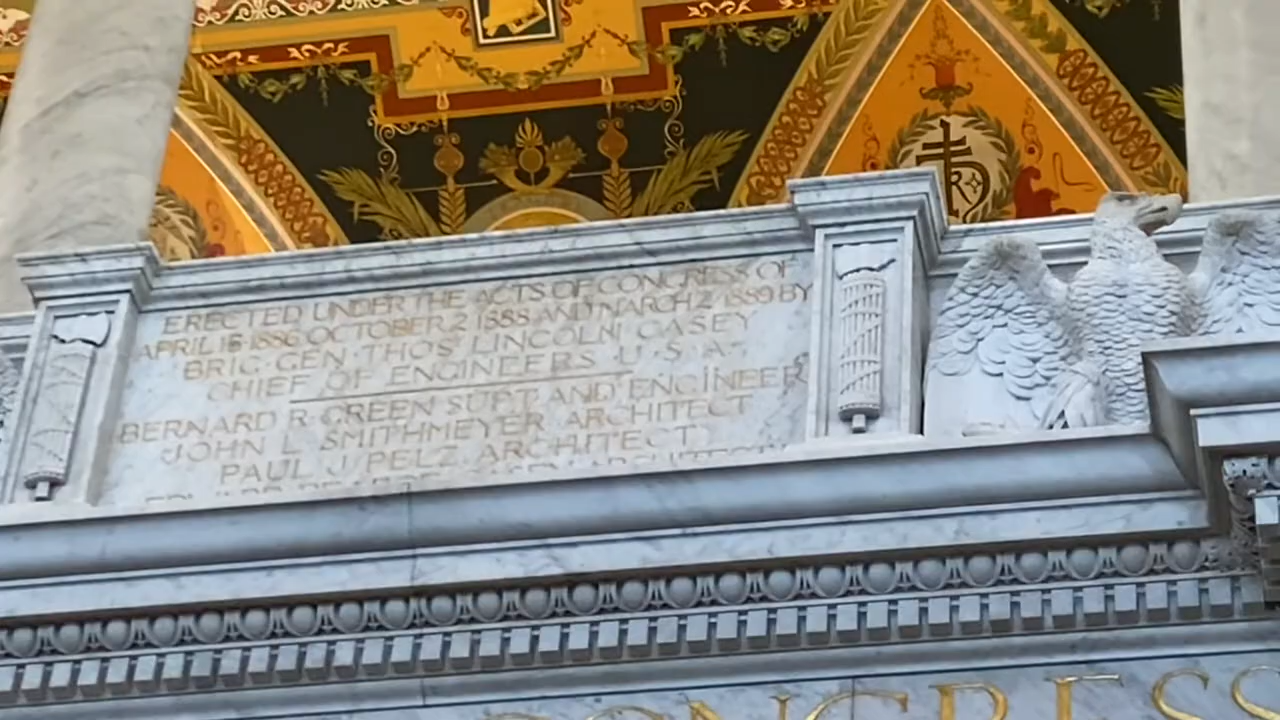 ERECTED UNDER THE ACTS OF CONGRESS OF
APRIL 15 1886 OCTOBER 2 1888 AND MARCH 2 1889 BY
BRIG·GEN·THOS·LINCOLN CASEY
CHIEF OF ENGINEERS U·S·A·
BERNARD R·GREEN SUPT·AND ENGINEER
JOHN L· SMITHMEYER ARCHITECT
PAUL J·PELZ ARCHITECT
CONGRESS